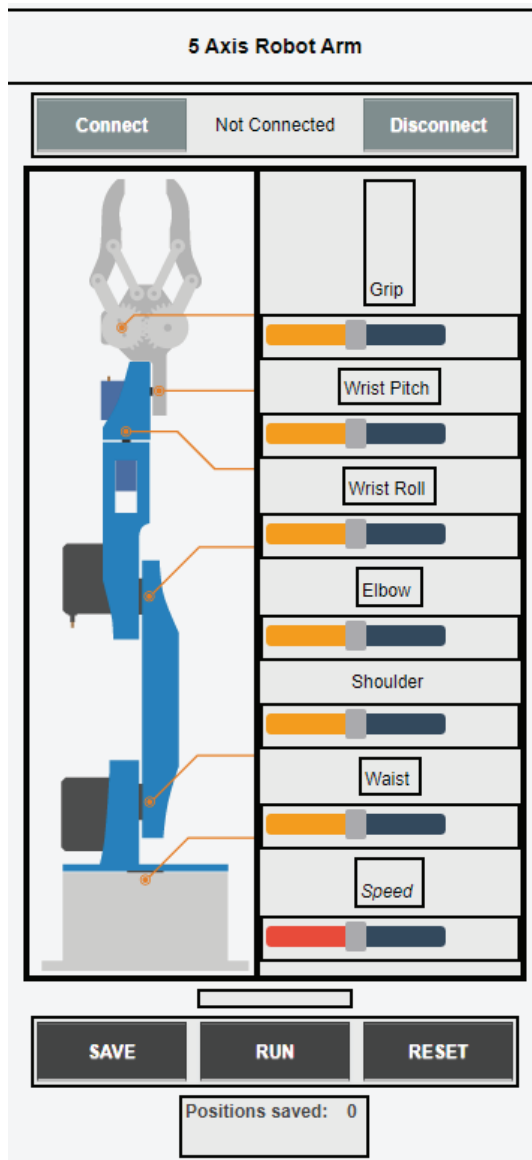 5 Axis Robot Arm
Connect Not Connected Disconnect
Grip
Wrist Pitch
Wrist Roll
Elbow
Shoulder
Waist
Speed
SAVE RUN RESET
Positions saved: 0